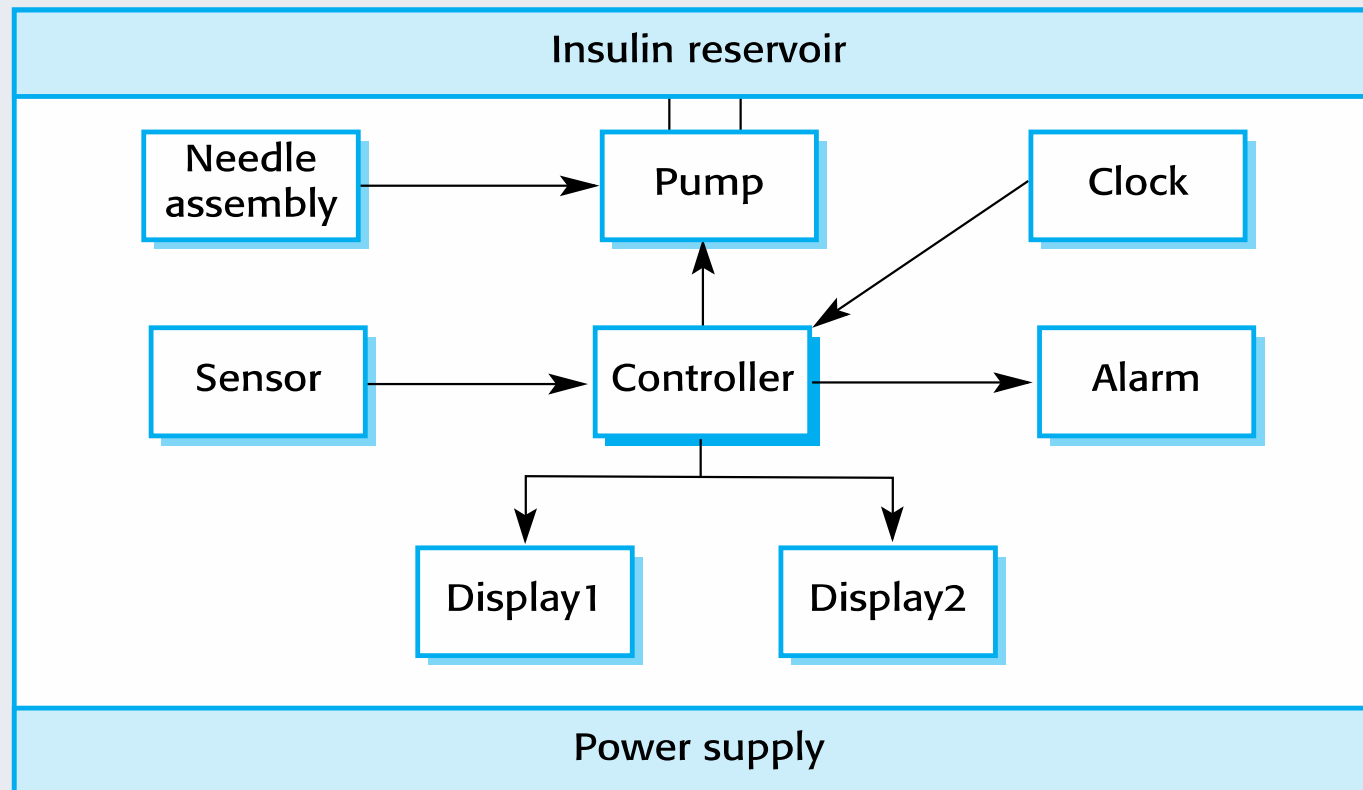 Insulin reservoir
Needle
assembly
Pump
Clock
Sensor
Controller
Alarm
Display1
Display2
Power supply